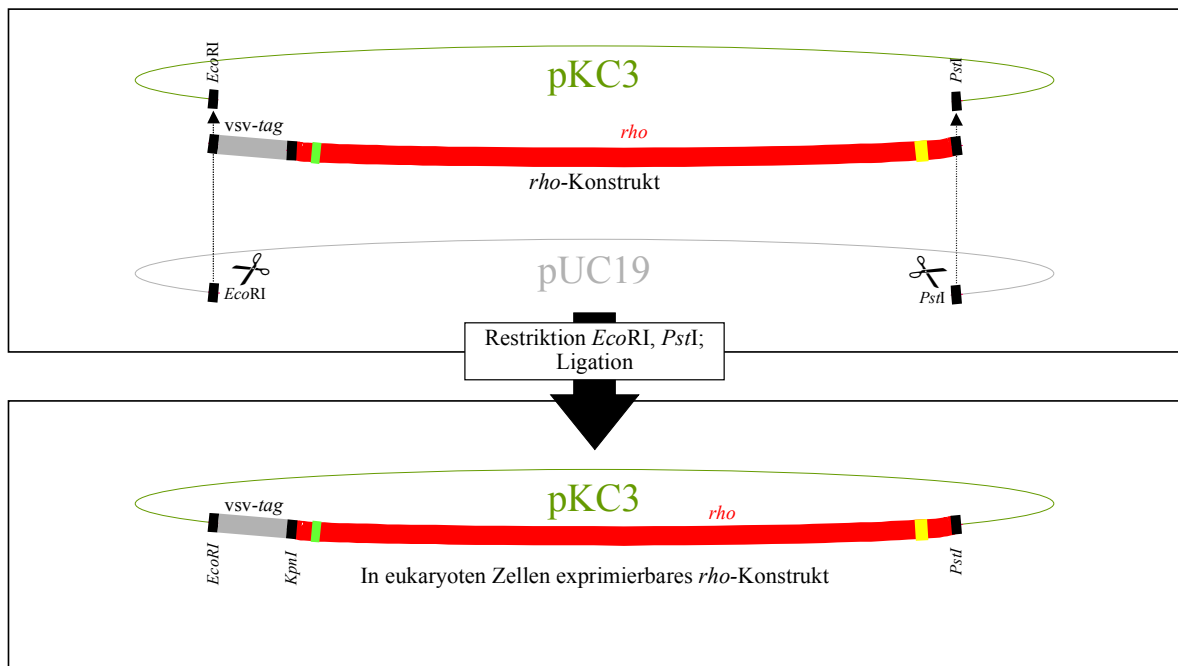 EcoRI
pKC3
PstI
vsv-tag
rho
rho-Konstrukt
pUC19
EcoRI
PstI
Restriktion EcoRI, PstI;
Ligation
pKC3
vsv-tag
rho
EcoRI
KpnI
PstI
In eukaryoten Zellen exprimierbares rho-Konstrukt